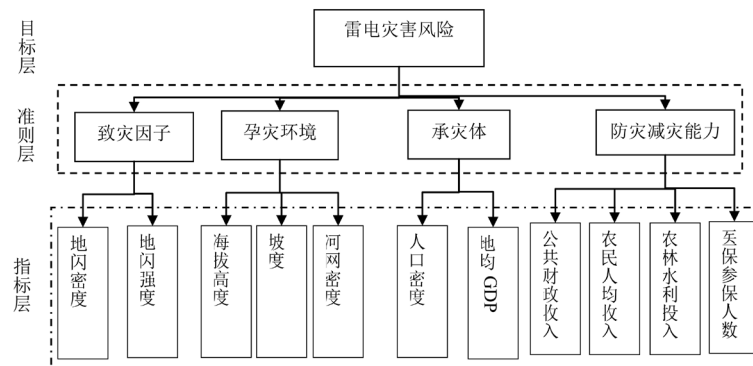 目标层
雷电灾害风险
准则层
致灾因子
孕灾环境
承灾体
防灾减灾能力
指标层
地闪密度
地闪强度
海拔高度
坡度
河网密度
人口密度
地均 GDP
公共财政收入
农民人均收入
农林水利投入
医保参保人数